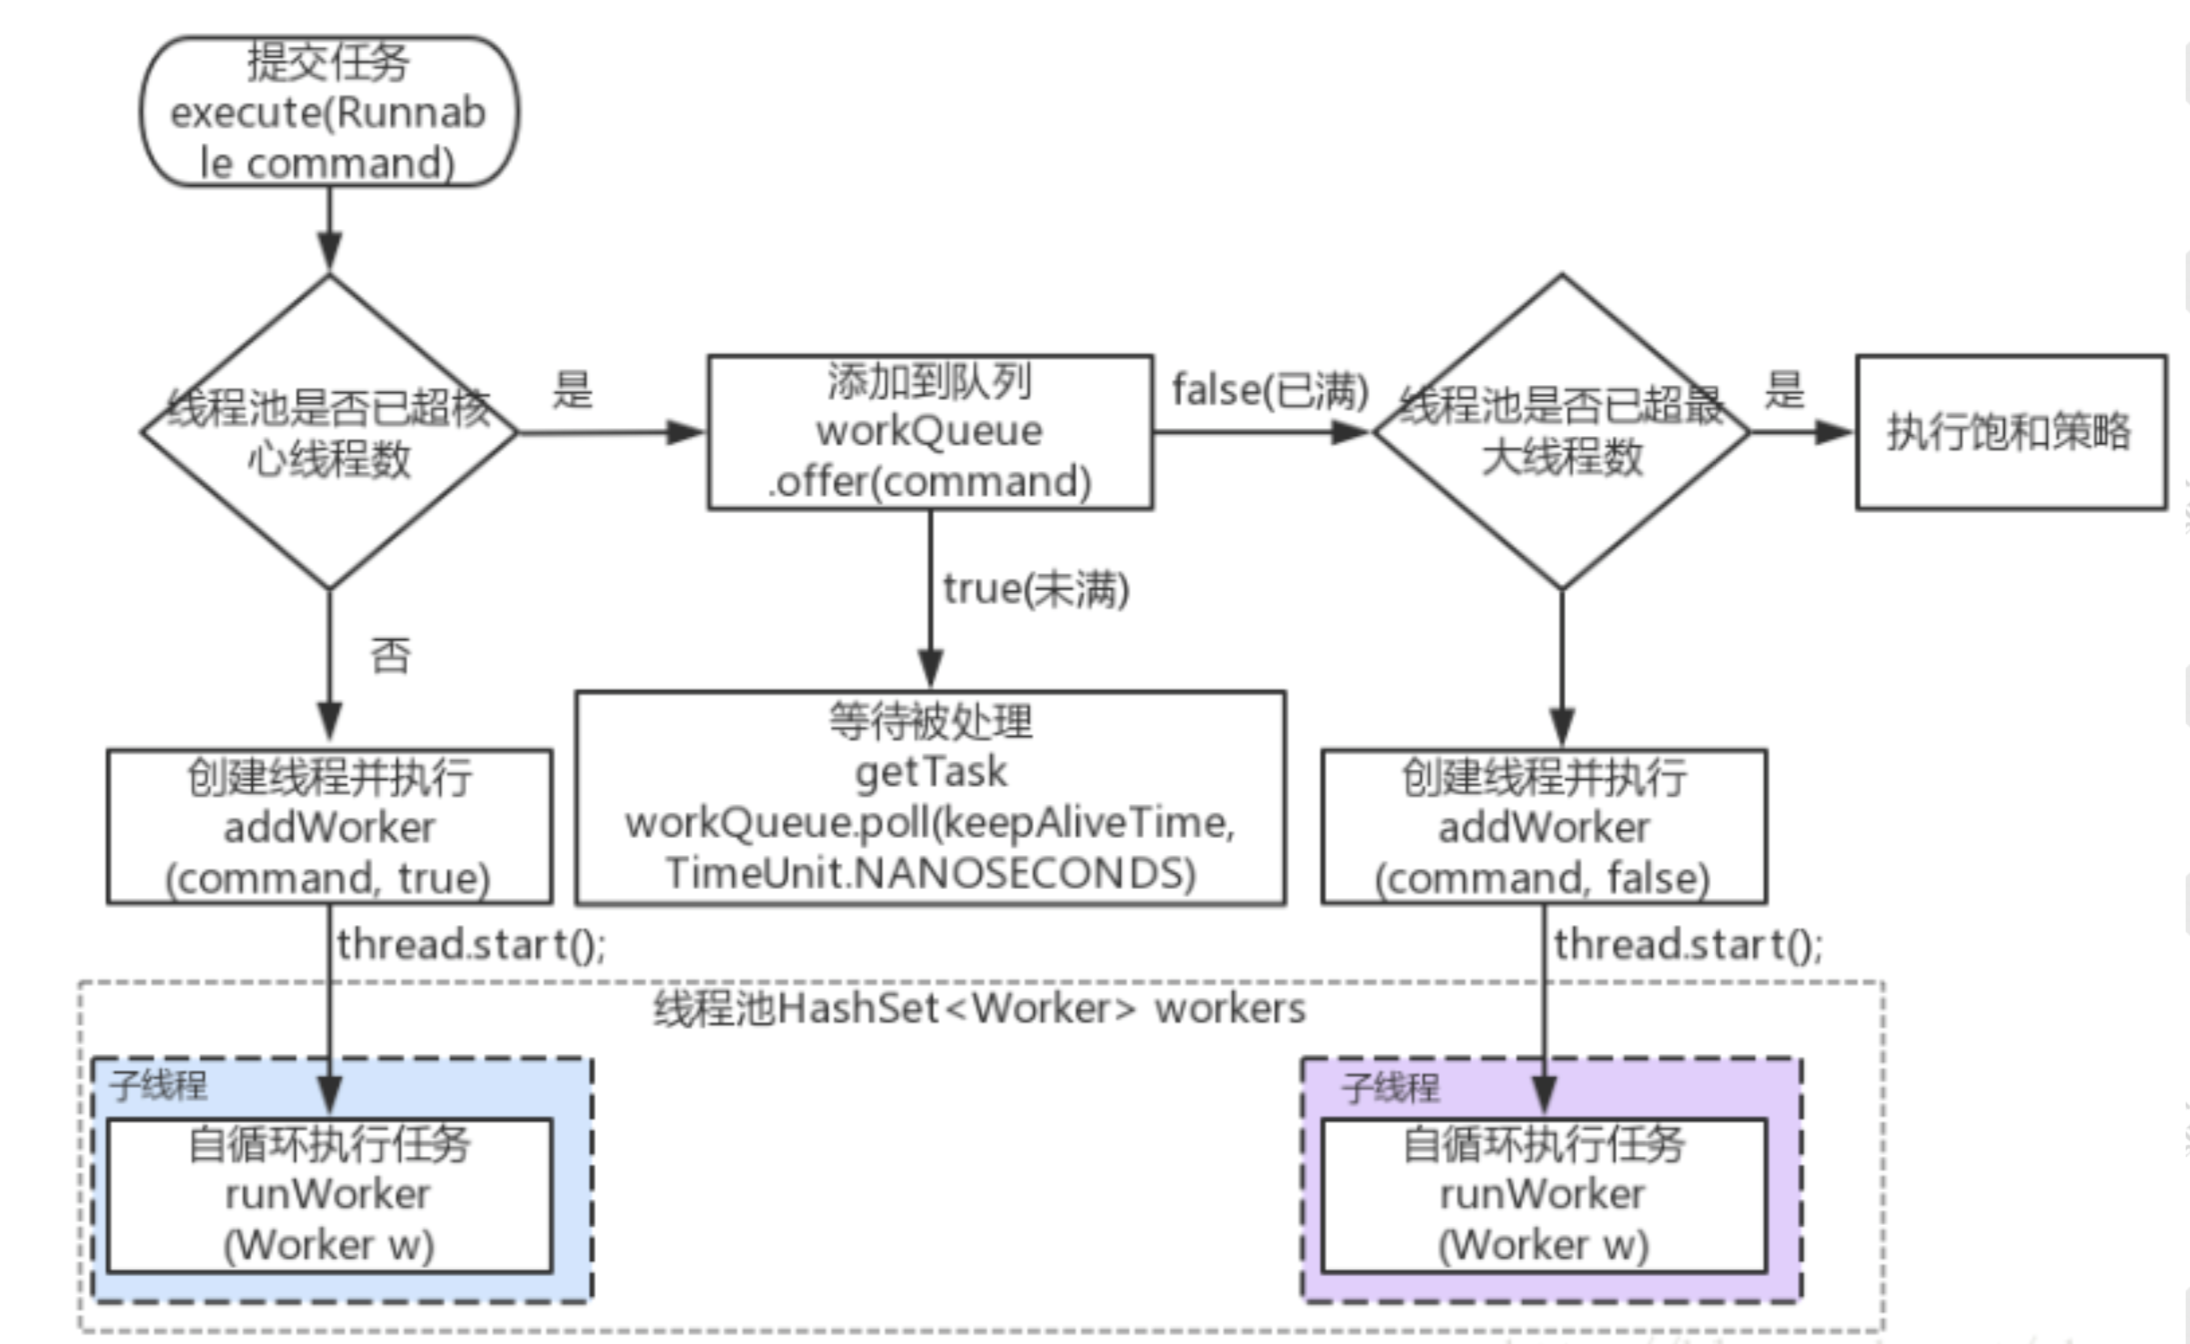 提交任务
execute(Runnab
le command)
线程池是否已超核
心线程数
是
添加到队列
workQueue
.offer(command)
false(已满)
线程池是否已超最
大线程数
是
执行饱和策略
true(未满)
否
等待被处理
getTask
workQueue.poll(keepAliveTime,
TimeUnit.NANOSECONDS)
创建线程并执行
addWorker
(command, true)
创建线程并执行
addWorker
(command, false)
thread.start();
thread.start();
线程池HashSet<Worker> workers
子线程
自循环执行任务
runWorker
(Worker w)
子线程
自循环执行任务
runWorker
(Worker w)